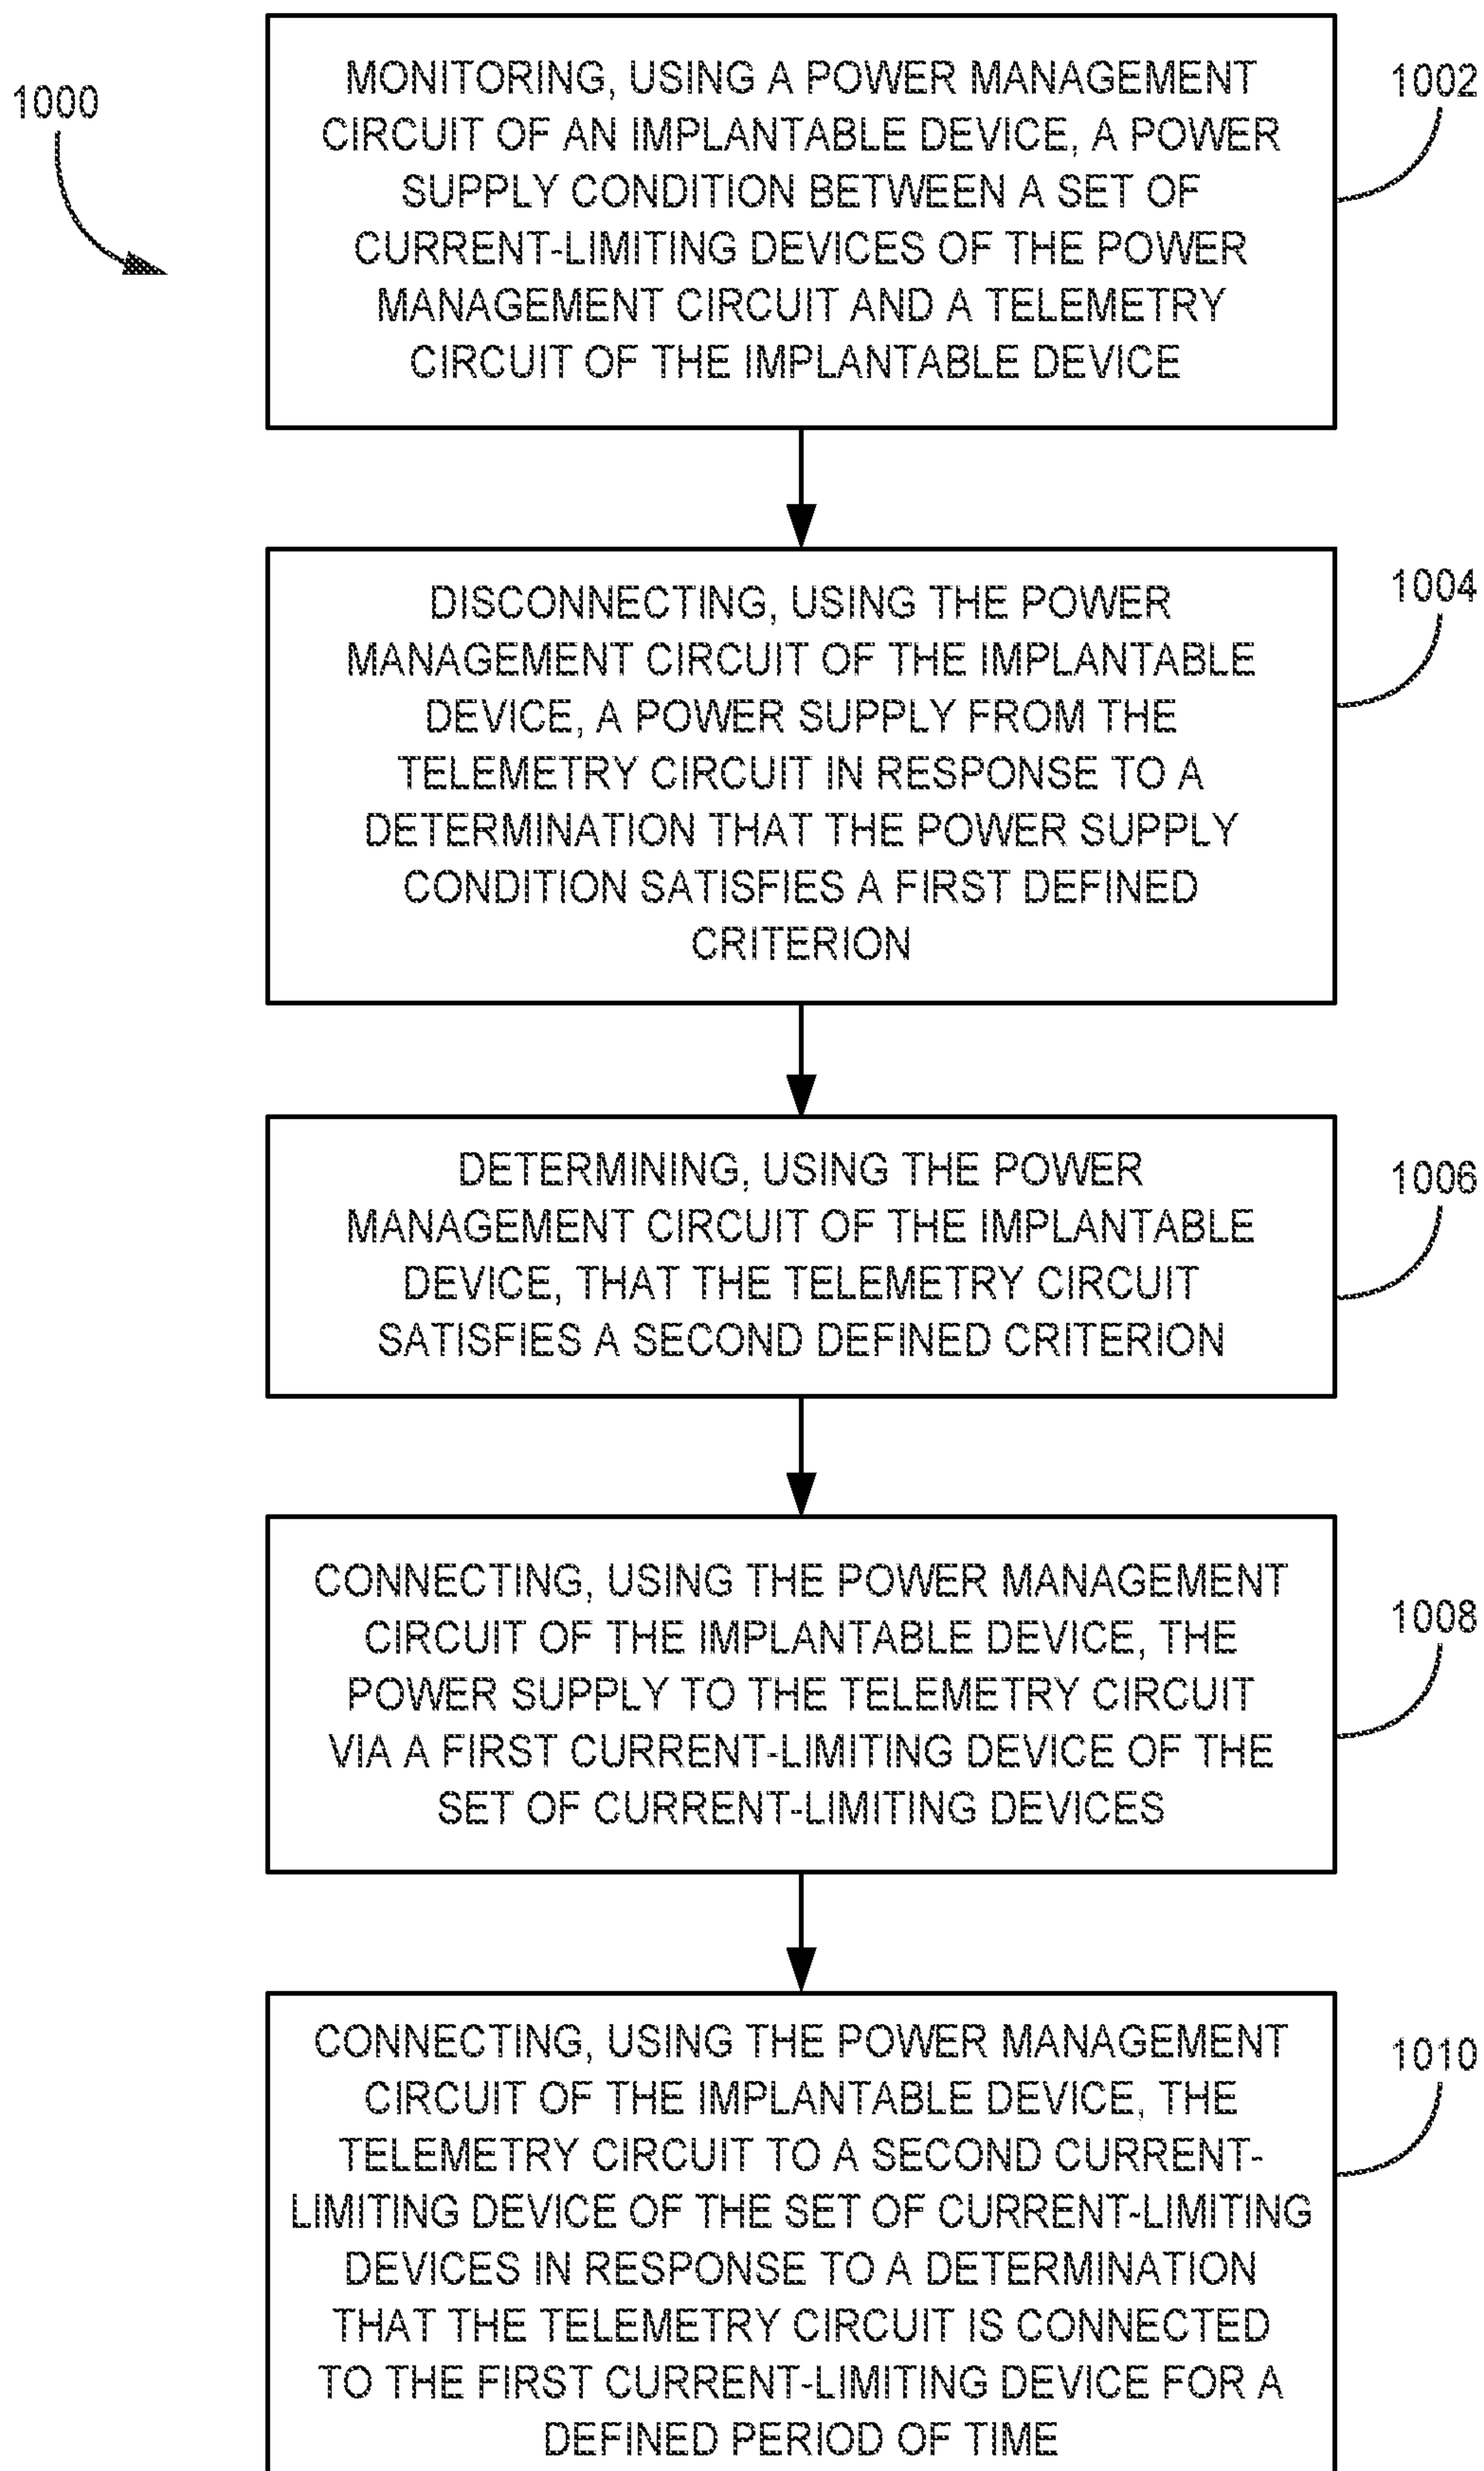 1000
MONITORING, USING A POWER MANAGEMENT
CIRCUIT OF AN IMPLANTABLE DEVICE, A POWER
SUPPLY CONDITION BETWEEN A SET OF
CURRENT-LIMITING DEVICES OF THE POWER
MANAGEMENT CIRCUIT AND A TELEMETRY
CIRCUIT OF THE IMPLANTABLE DEVICE
1002
DISCONNECTING, USING THE POWER
MANAGEMENT CIRCUIT OF THE IMPLANTABLE
DEVICE, A POWER SUPPLY FROM THE
TELEMETRY CIRCUIT IN RESPONSE TO A
DETERMINATION THAT THE POWER SUPPLY
CONDITION SATISFIES A FIRST DEFINED
CRITERION
1004
DETERMINING, USING THE POWER
MANAGEMENT CIRCUIT OF THE IMPLANTABLE
DEVICE, THAT THE TELEMETRY CIRCUIT
SATISFIES A SECOND DEFINED CRITERION
1006
CONNECTING, USING THE POWER MANAGEMENT
CIRCUIT OF THE IMPLANTABLE DEVICE, THE
POWER SUPPLY TO THE TELEMETRY CIRCUIT
VIA A FIRST CURRENT-LIMITING DEVICE OF THE
SET OF CURRENT-LIMITING DEVICES
1008
CONNECTING, USING THE POWER MANAGEMENT
CIRCUIT OF THE IMPLANTABLE DEVICE, THE
TELEMETRY CIRCUIT TO A SECOND CURRENT-
LIMITING DEVICE OF THE SET OF CURRENT-LIMITING
DEVICES IN RESPONSE TO A DETERMINATION
THAT THE TELEMETRY CIRCUIT IS CONNECTED
TO THE FIRST CURRENT-LIMITING DEVICE FOR A
DEFINED PERIOD OF TIME
1010